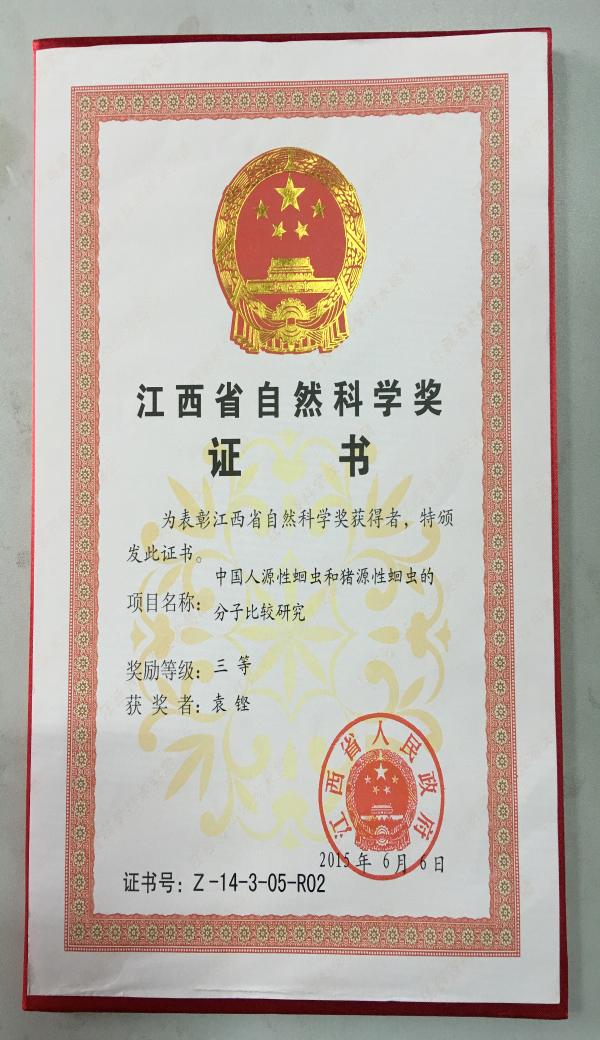 江西省自然科学奖
证书
为表彰江西省自然科学奖获得者，特颁
发此证书。
项目名称：中国人源性蛔虫和猪源性蛔虫的
分子比较研究
奖励等级：三等
获奖者：袁铿
江西省人民政府
2015年6月6日
证书号：Z-14-3-05-R02